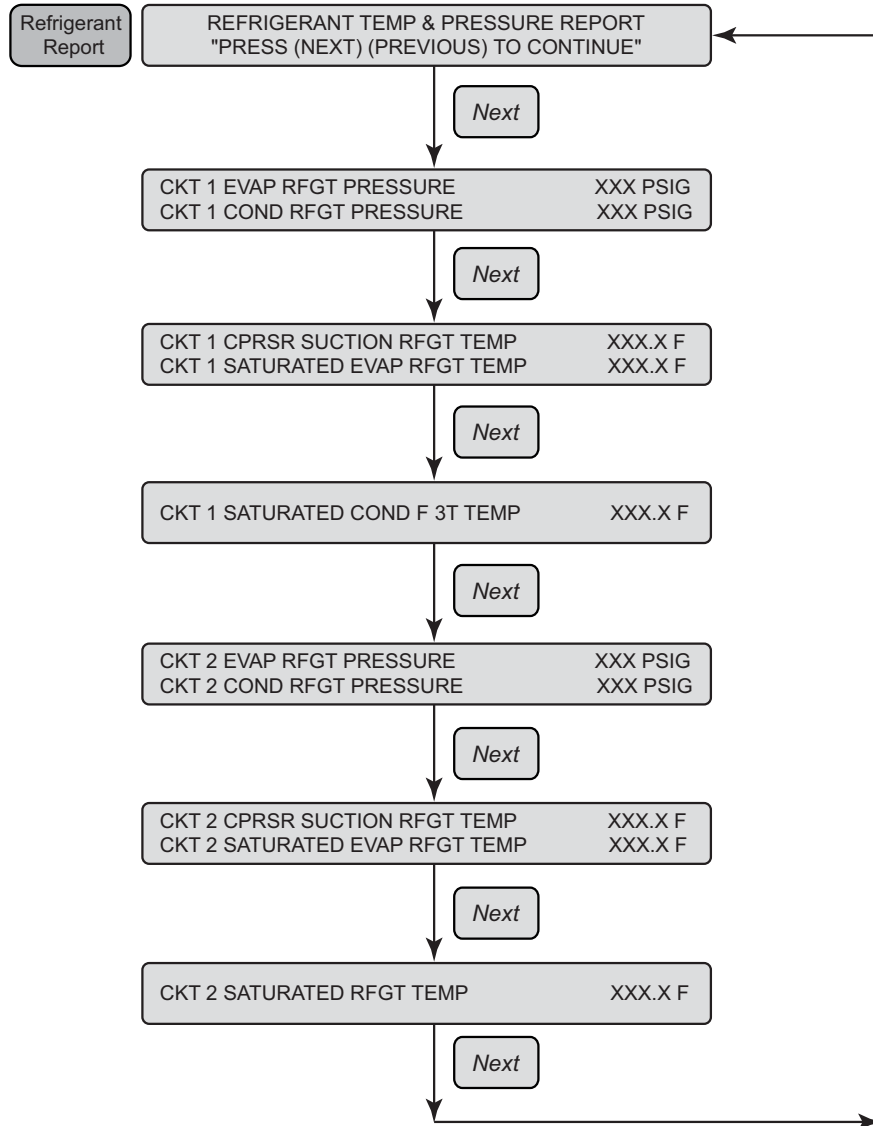 Refrigerant
Report
REFRIGERANT TEMP & PRESSURE REPORT
"PRESS (NEXT) (PREVIOUS) TO CONTINUE"
Next
CKT 1 EVAP RFGT PRESSURE XXX PSIG
CKT 1 COND RFGT PRESSURE XXX PSIG
Next
CKT 1 CPRSR SUCTION RFGT TEMP XXX.X F
CKT 1 SATURATED EVAP RFGT TEMP XXX.X F
Next
CKT 1 SATURATED COND F 3T TEMP XXX.X F
Next
CKT 2 EVAP RFGT PRESSURE XXX PSIG
CKT 2 COND RFGT PRESSURE XXX PSIG
Next
CKT 2 CPRSR SUCTION RFGT TEMP XXX.X F
CKT 2 SATURATED EVAP RFGT TEMP XXX.X F
Next
CKT 2 SATURATED RFGT TEMP XXX.X F
Next